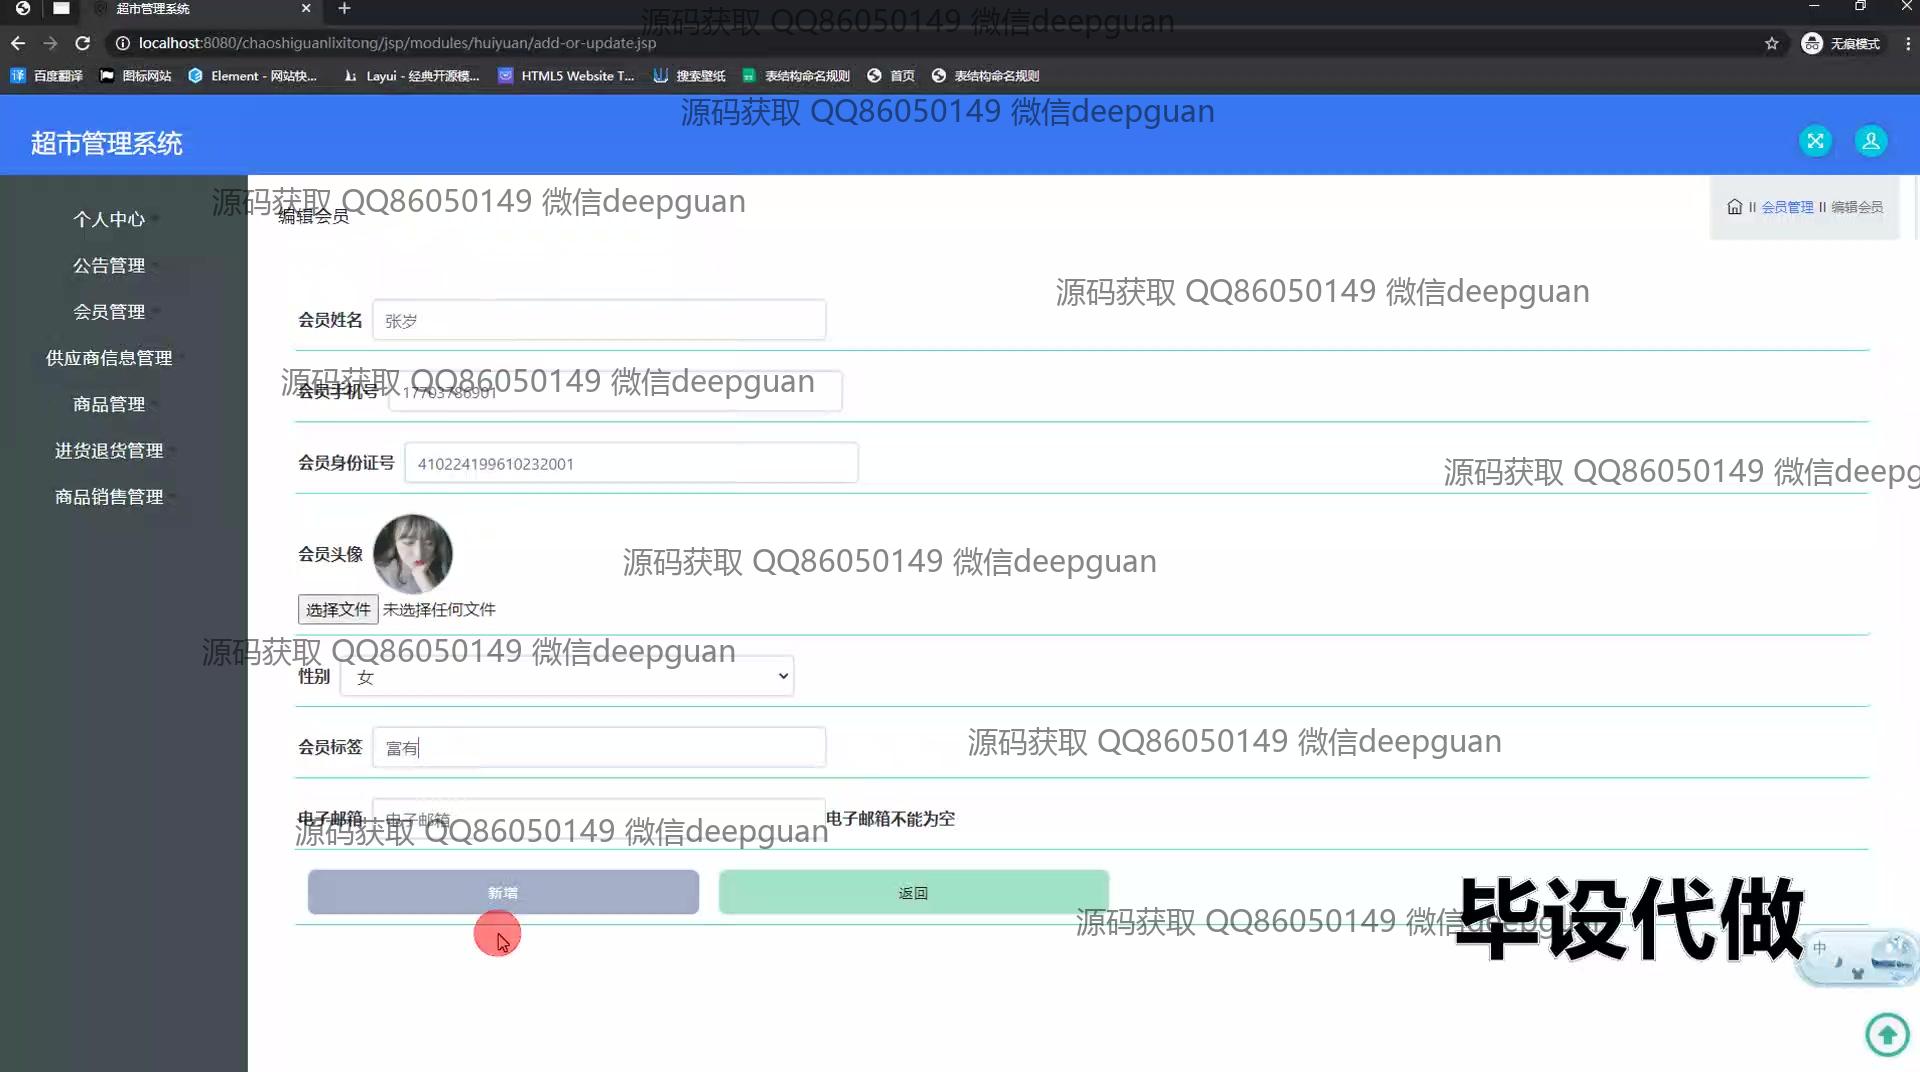 超市管理系统
源码获取 QQ86050149 微信deepguan
localhost:8080/chaoshiguanlixitong/jsp/modules/huiyuan/add-or-update.jsp
无痕模式
百度翻译 图标网站 Element - 网站快... Layui - 经典开源模... HTML5 Website T... 搜索壁纸 表结构命名规则 首页 表结构命名规则
源码获取 QQ86050149 微信deepguan
超市管理系统
个人中心
公告管理
会员管理
供应商信息管理
商品管理
进货退货管理
商品销售管理
源码获取 QQ86050149 微信deepguan
编辑会员
会员管理 编辑会员
源码获取 QQ86050149 微信deepguan
会员姓名 张岁
源码获取 QQ86050149 微信deepguan
会员手机号 17703786901
会员身份证号 410224199610232001
源码获取 QQ86050149 微信deepg
会员头像
源码获取 QQ86050149 微信deepguan
选择文件 未选择任何文件
源码获取 QQ86050149 微信deepguan
性别 女
会员标签 富有
源码获取 QQ86050149 微信deepguan
电子邮箱 电子邮箱 电子邮箱不能为空
源码获取 QQ86050149 微信deepguan
新增 返回
源码获取 QQ86050149 微信deepguan
毕设代做
中